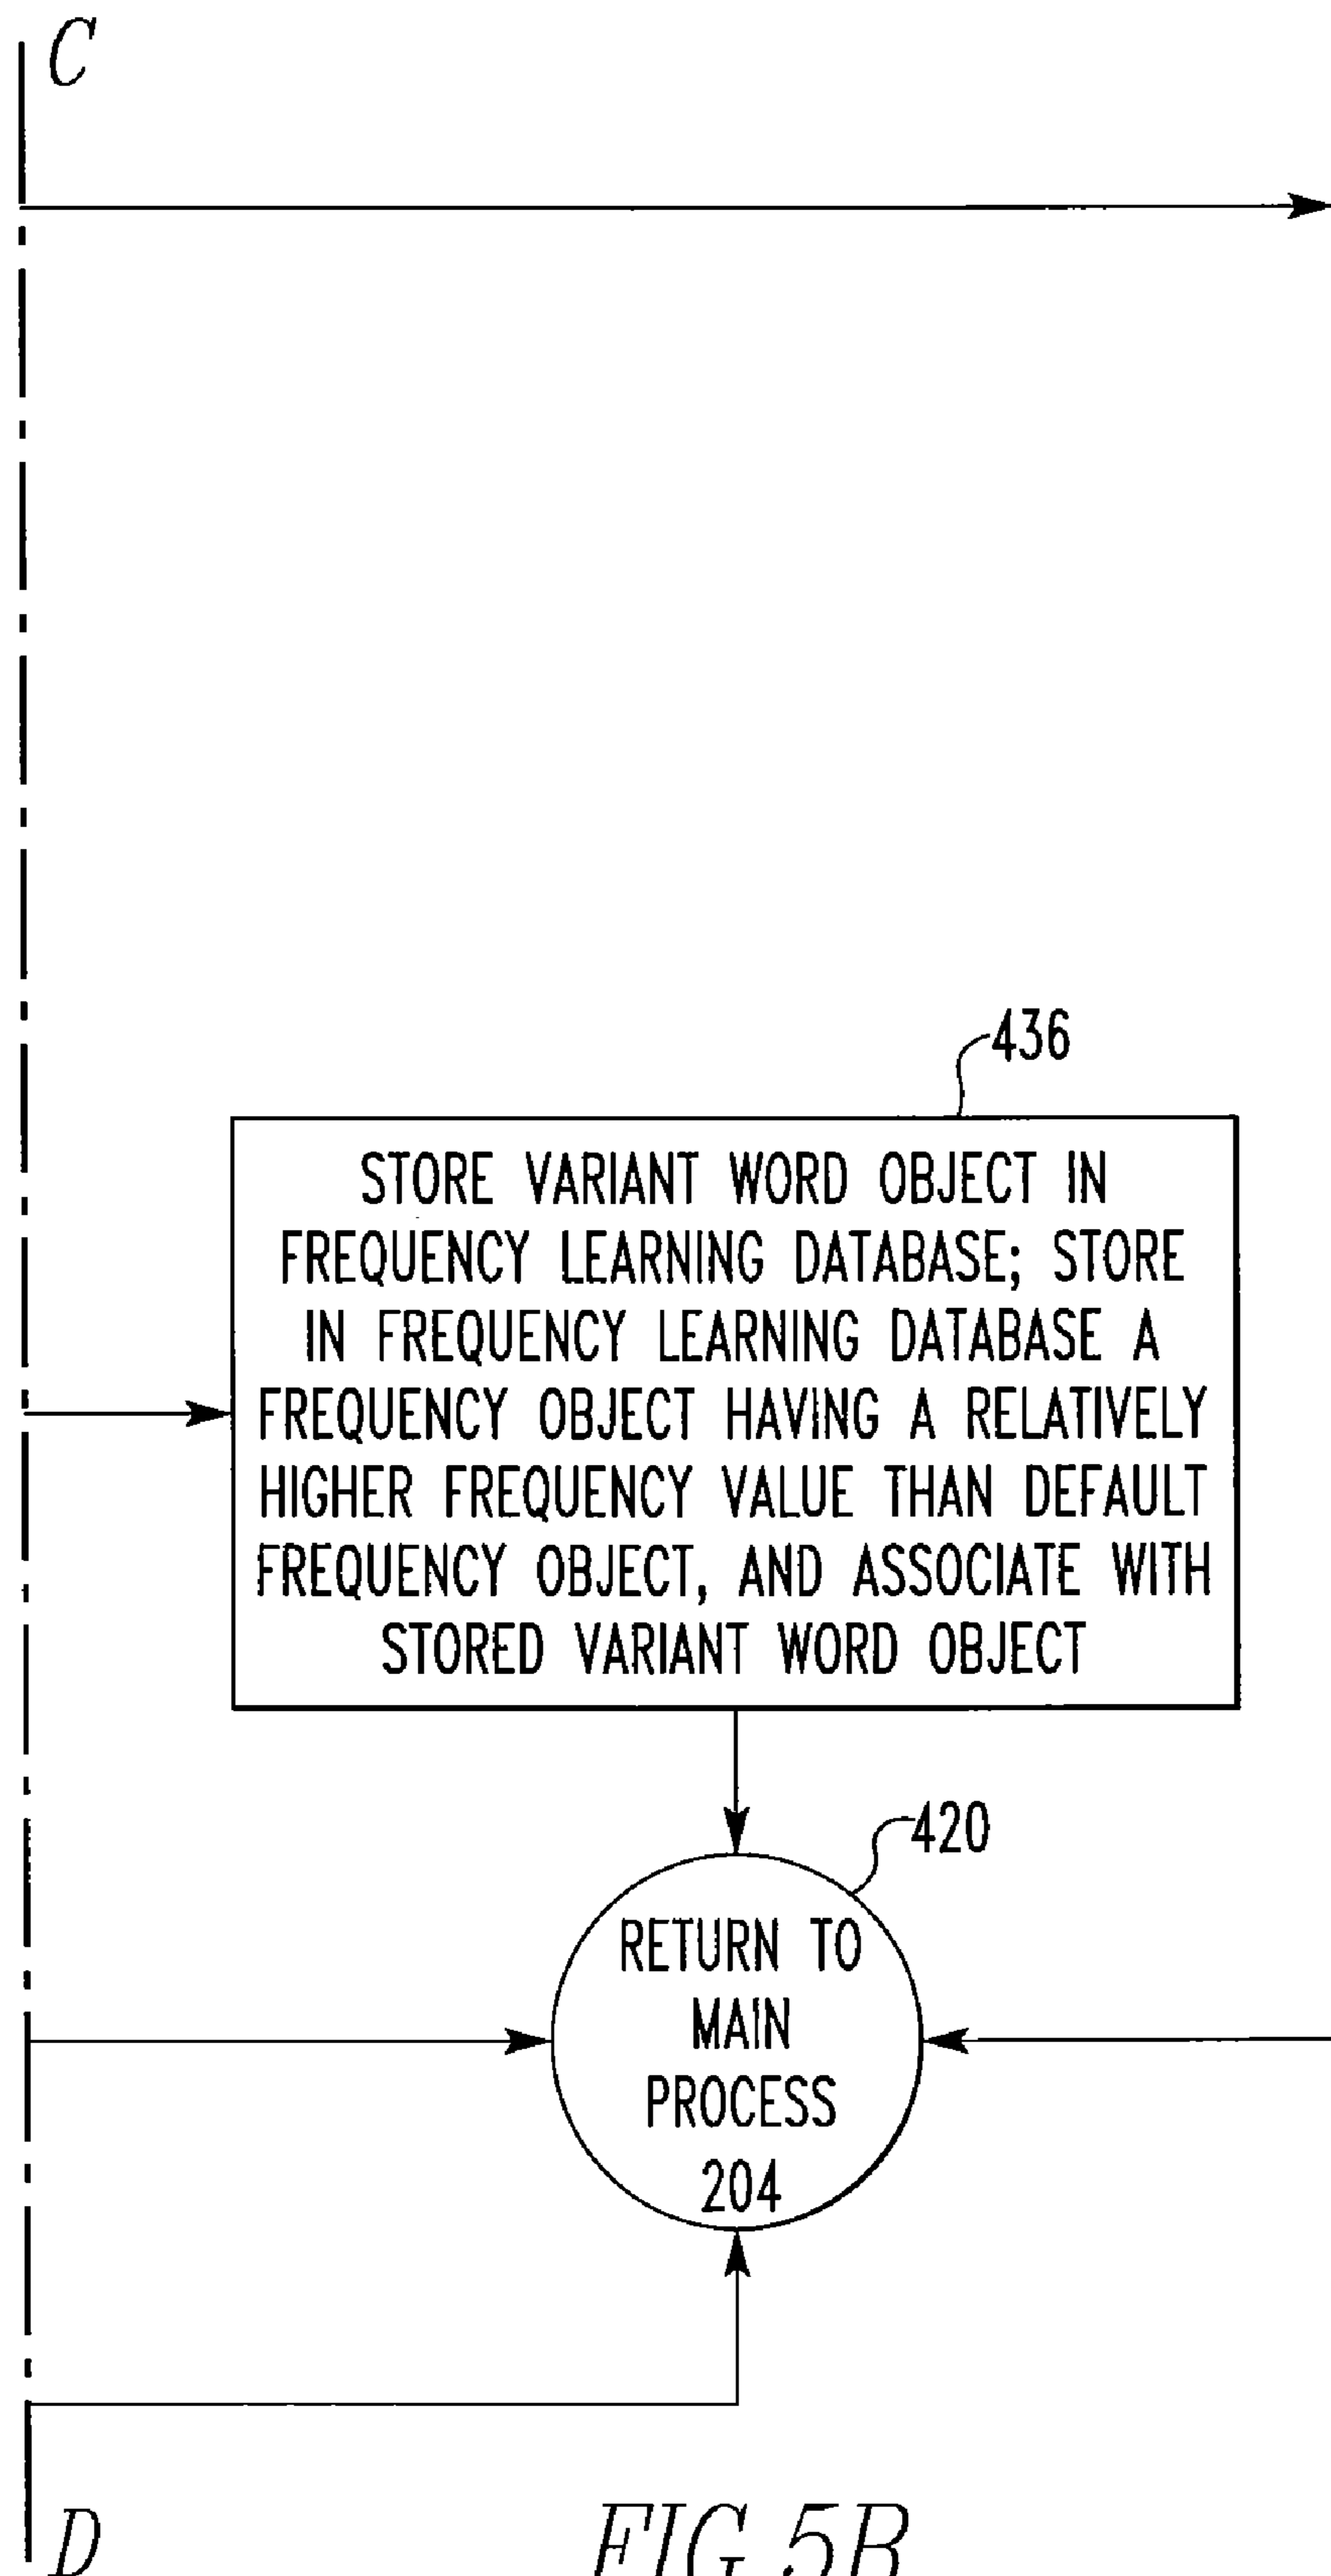 C
436
STORE VARIANT WORD OBJECT IN
FREQUENCY LEARNING DATABASE; STORE
IN FREQUENCY LEARNING DATABASE A
FREQUENCY OBJECT HAVING A RELATIVELY
HIGHER FREQUENCY VALUE THAN DEFAULT
FREQUENCY OBJECT, AND ASSOCIATE WITH
STORED VARIANT WORD OBJECT
420
RETURN TO
MAIN
PROCESS
204
D
FIG.5B